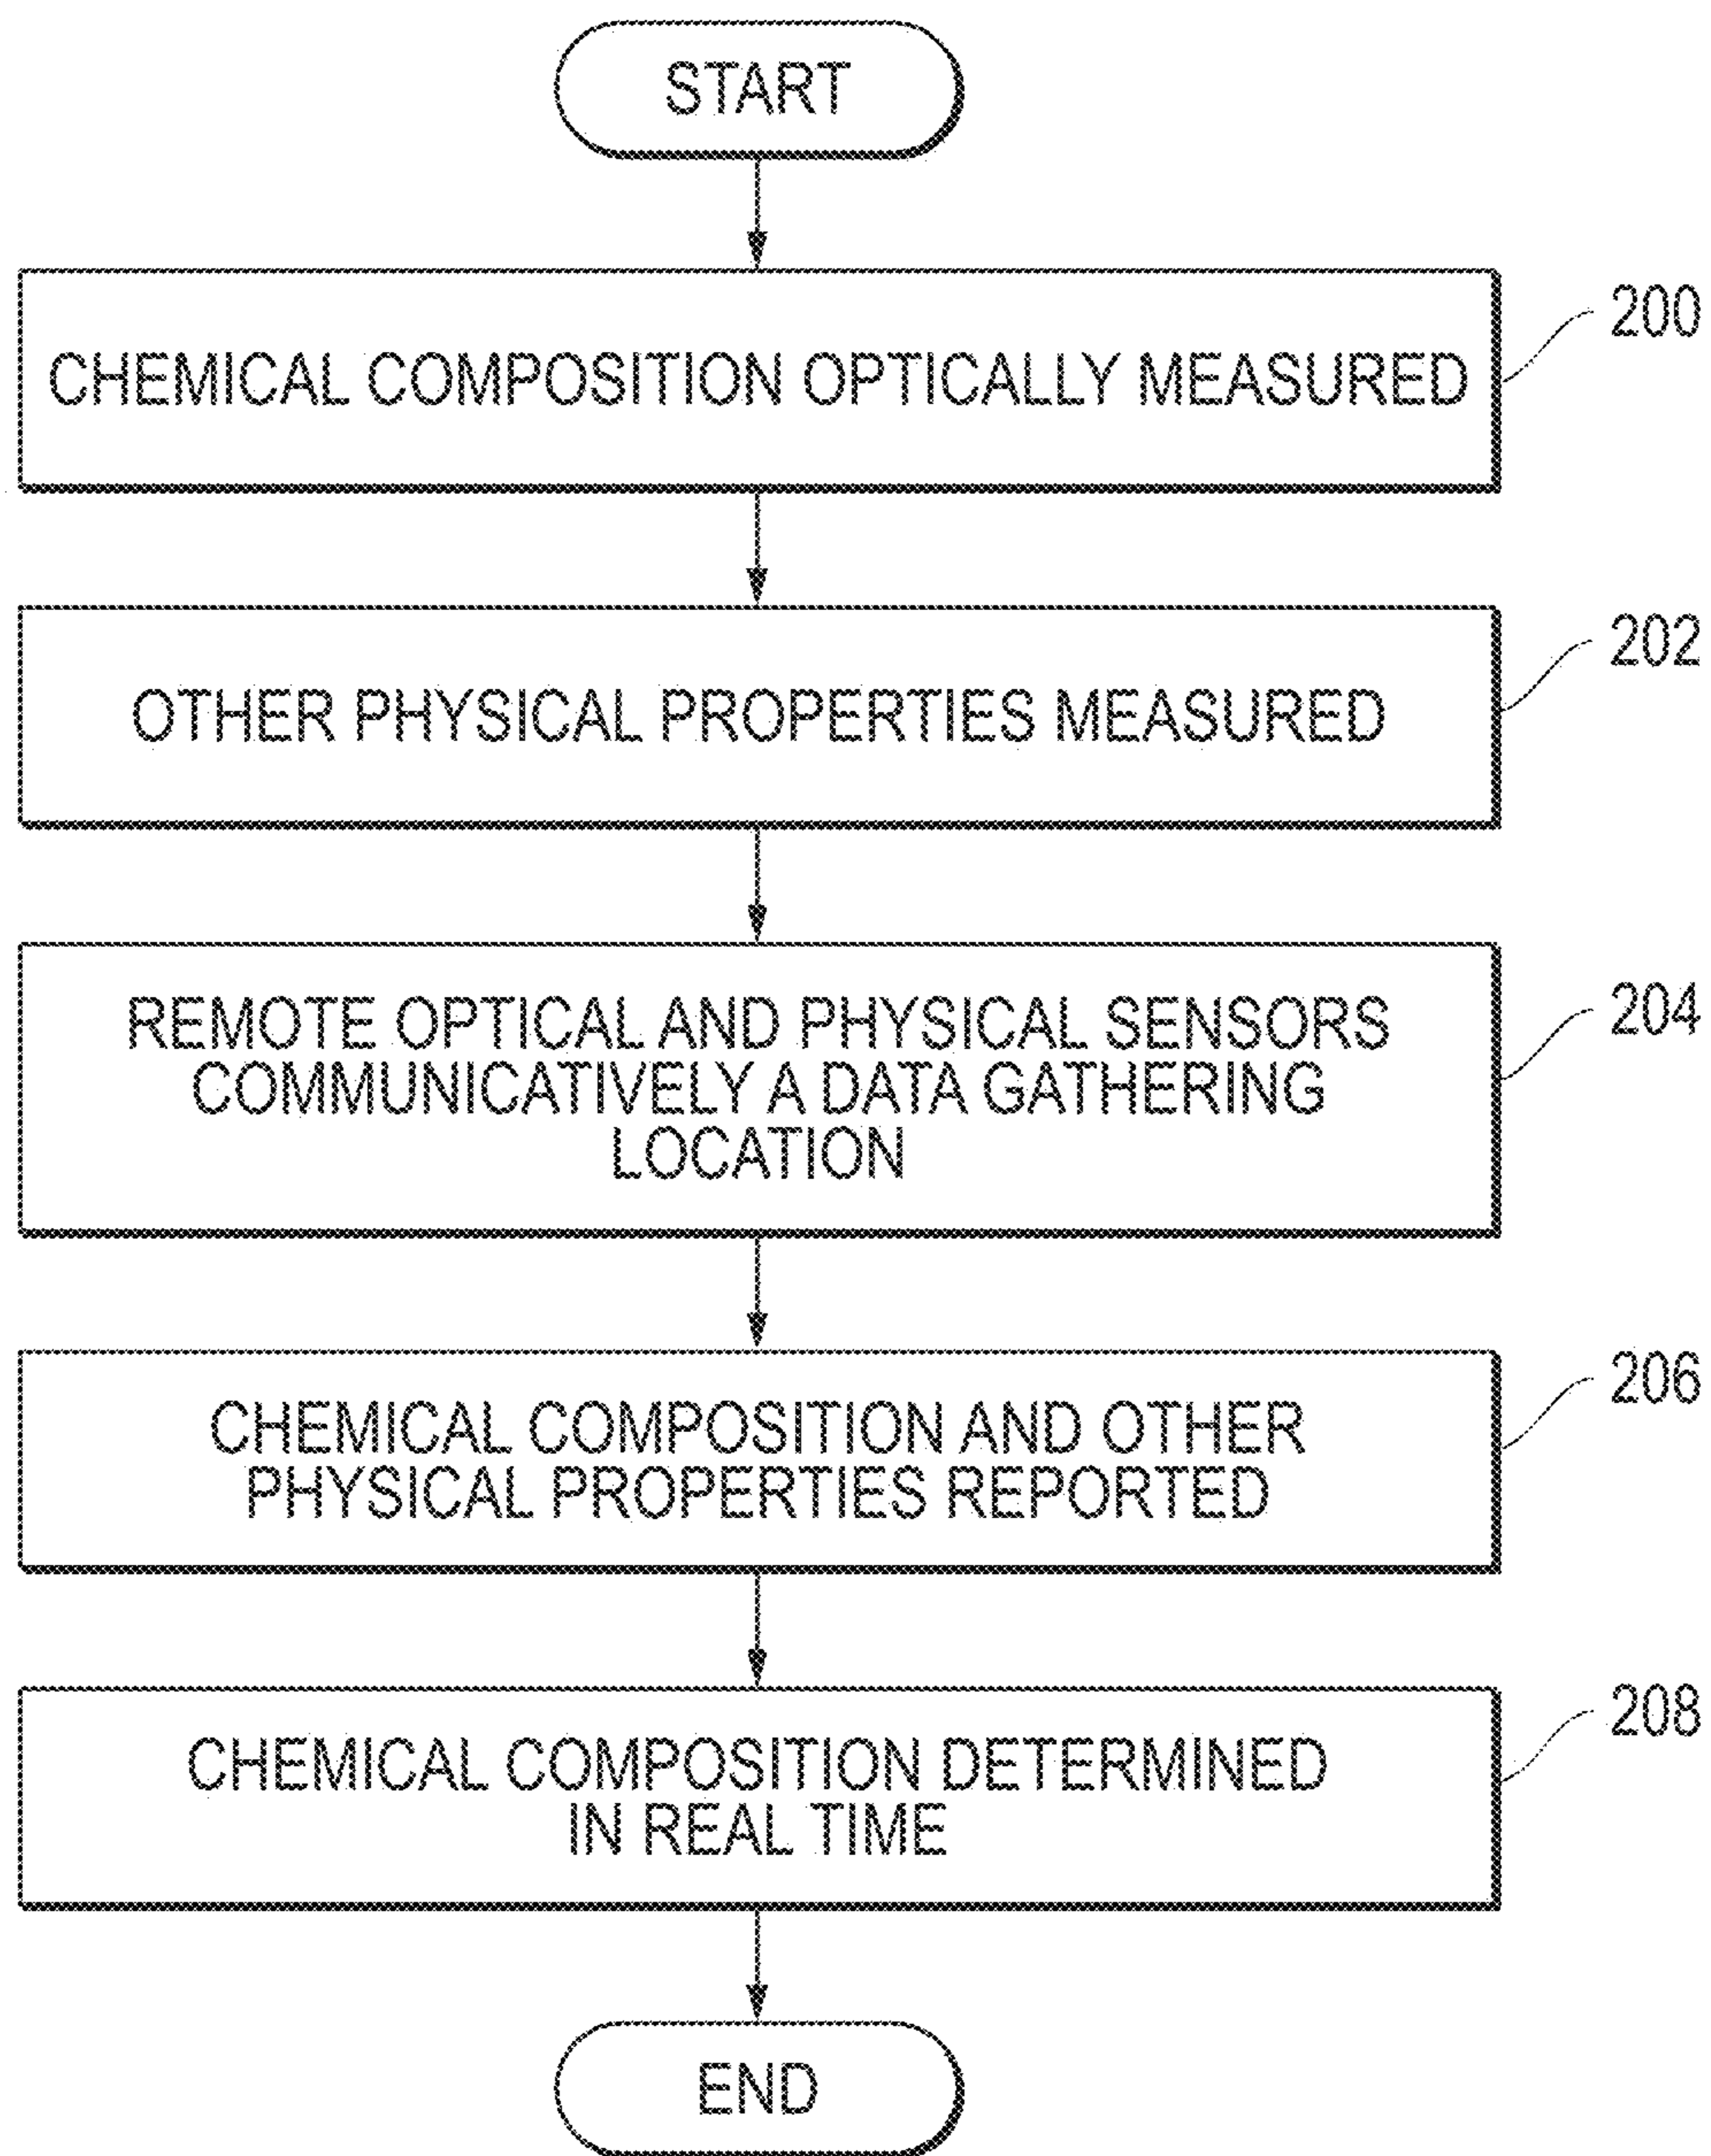 START
CHEMICAL COMPOSITION OPTICALLY MEASURED
200
OTHER PHYSICAL PROPERTIES MEASURED
202
REMOTE OPTICAL AND PHYSICAL SENSORS
COMMUNICATIVELY A DATA GATHERING
LOCATION
204
CHEMICAL COMPOSITION AND OTHER
PHYSICAL PROPERTIES REPORTED
206
CHEMICAL COMPOSITION DETERMINED
IN REAL TIME
208
END